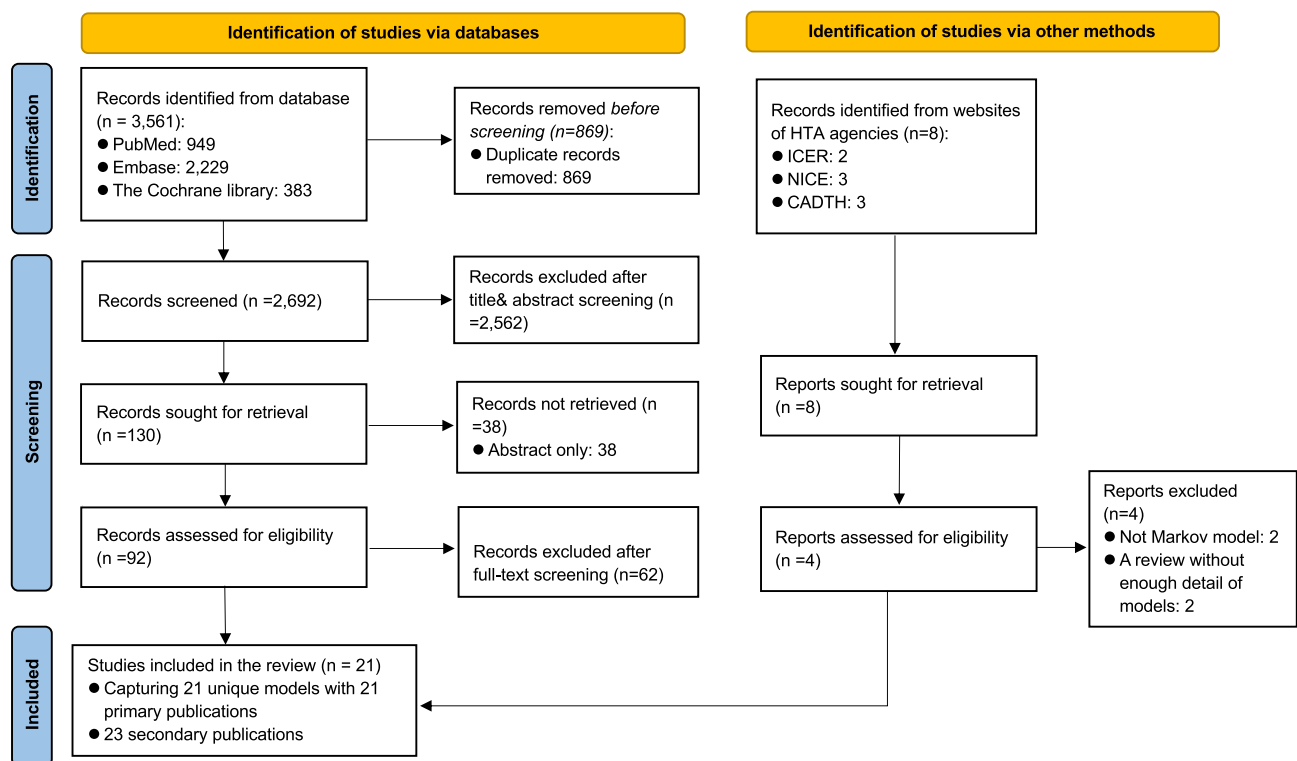 Identification of studies via databases
Identification of studies via other methods
Identification
Records identified from database
(n = 3,561):
● PubMed: 949
● Embase: 2,229
● The Cochrane library: 383
Records removed before
screening (n=869):
● Duplicate records
removed: 869
Records identified from websites
of HTA agencies (n=8):
● ICER: 2
● NICE: 3
● CADTH: 3
Screening
Records screened (n =2,692)
Records excluded after
title& abstract screening (n
=2,562)
Records sought for retrieval
(n =130)
Records not retrieved (n
=38)
● Abstract only: 38
Reports sought for retrieval
(n =8)
Records assessed for eligibility
(n =92)
Records excluded after
full-text screening (n=62)
Reports assessed for eligibility
(n =4)
Reports excluded
(n=4)
● Not Markov model: 2
● A review without
enough detail of
models: 2
Included
Studies included in the review (n = 21)
● Capturing 21 unique models with 21
primary publications
● 23 secondary publications